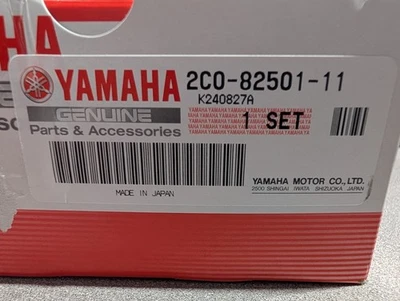 YAMAHA 2C0-82501-11
K240827A
GENUINE
Parts & Accessories
1 SET
MADE IN JAPAN
YAMAHA MOTOR CO.,LTD.
2500 SHINGAI IWATA SHIZUOKA JAPAN